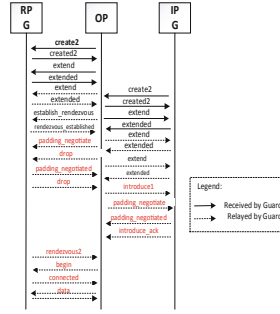 RP
G
OP
IP
G
create2
created2
extend
extended
extend
extended
establish_rendezvous
rendezvous_established
padding_negotiate
drop
padding_negotiated
drop
create2
created2
extend
extended
extend
extended
extend
extended
introduce1
padding_negotiate
padding_negotiated
introduce_ack
rendezvous2
begin
connected
data
Legend:
Received by Guard
Relayed by Guard